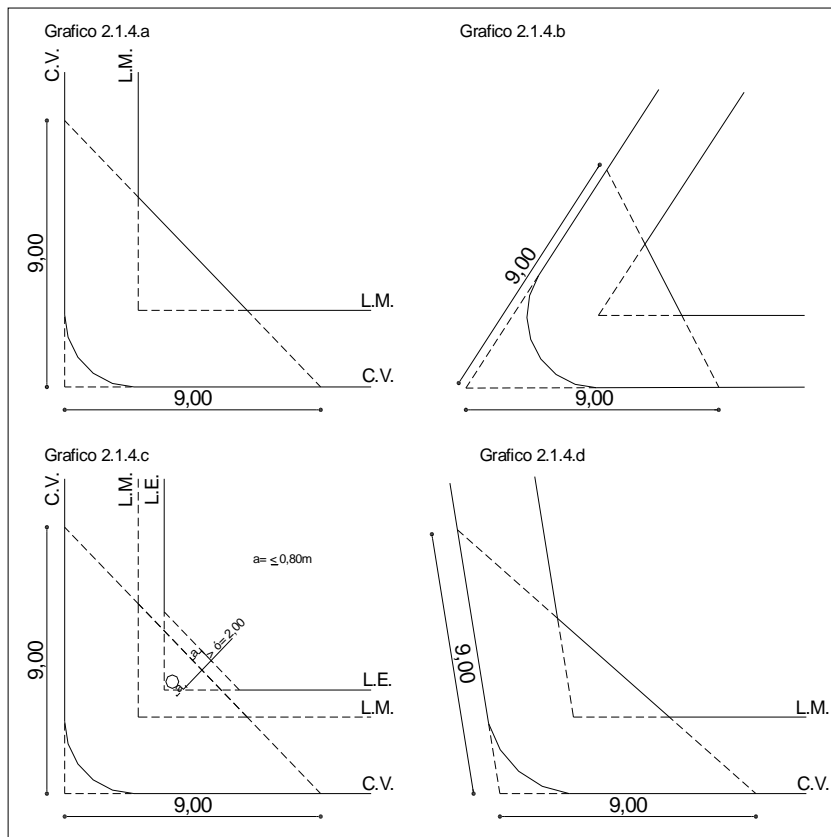 Grafico 2.1.4.a
C.V.
L.M.
9,00
L.M.
C.V.
9,00
Grafico 2.1.4.b
9,00
9,00
Grafico 2.1.4.c
C.V.
L.M.
L.E.
a= ≤0,80m
9,00
a
> ó= 2,00
a
L.E.
L.M.
C.V.
9,00
Grafico 2.1.4.d
9,00
L.M.
C.V.
9,00